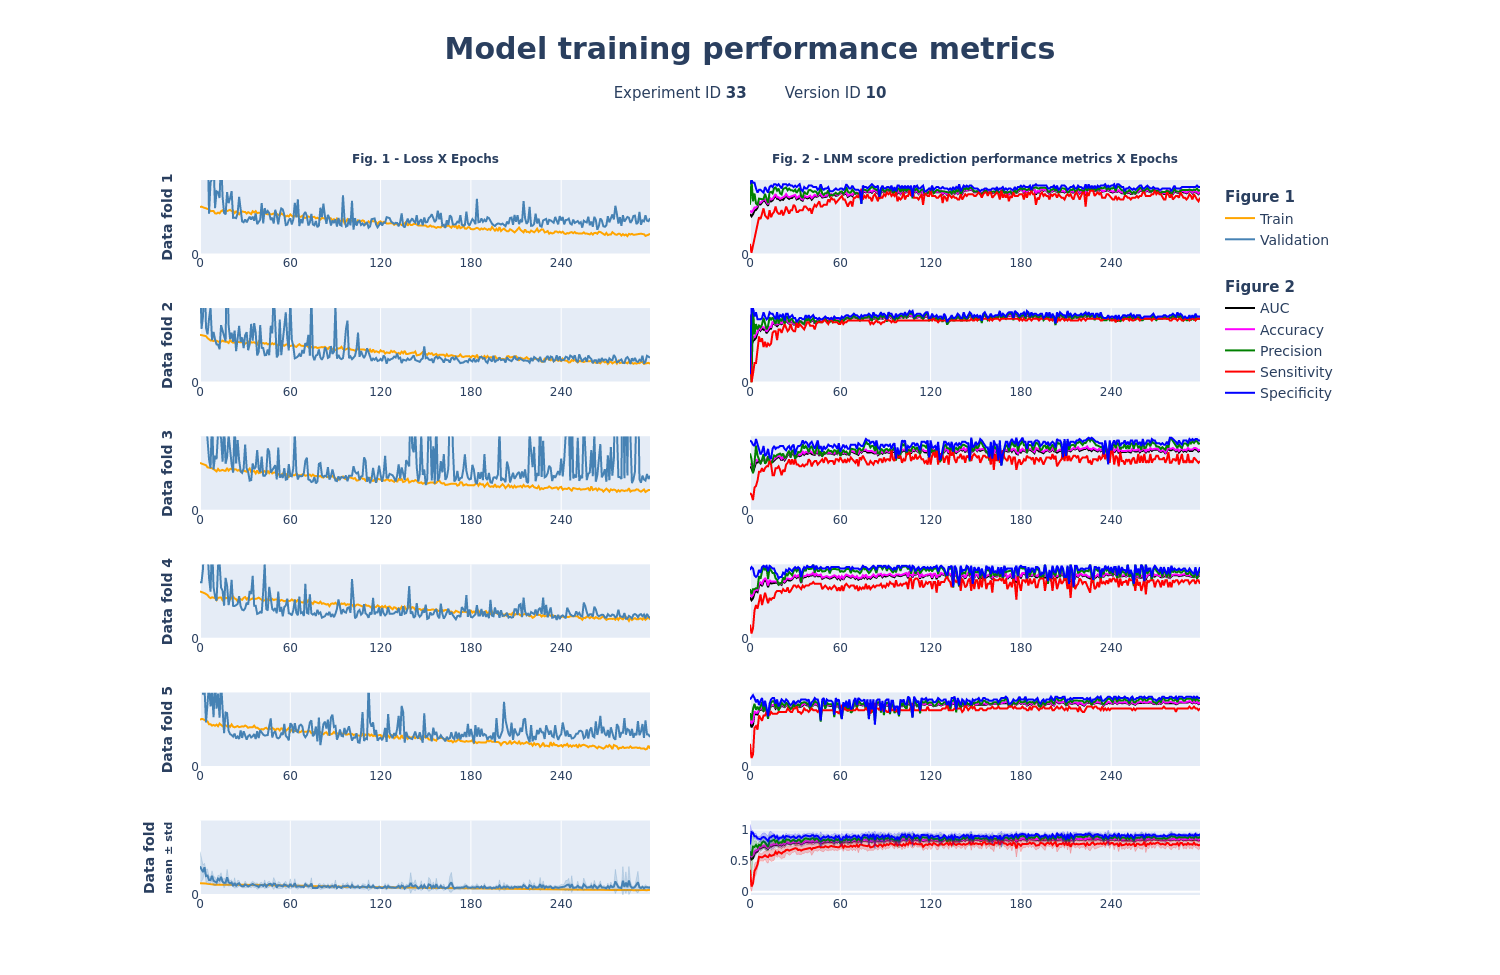 Model training performance metrics
Experiment ID 33 Version ID 10
Fig. 1 - Loss X Epochs
Fig. 2 - LNM score prediction performance metrics X Epochs
Data fold 1
0
0 60 120 180 240
0
0 60 120 180 240
Figure 1
Train
Validation
Figure 2
AUC
Accuracy
Precision
Sensitivity
Specificity
Data fold 2
0
0 60 120 180 240
0
0 60 120 180 240
Data fold 3
0
0 60 120 180 240
0
0 60 120 180 240
Data fold 4
0
0 60 120 180 240
0
0 60 120 180 240
Data fold 5
0
0 60 120 180 240
0
0 60 120 180 240
Data fold
mean ± std
0
0 60 120 180 240
1
0.5
0
0 60 120 180 240